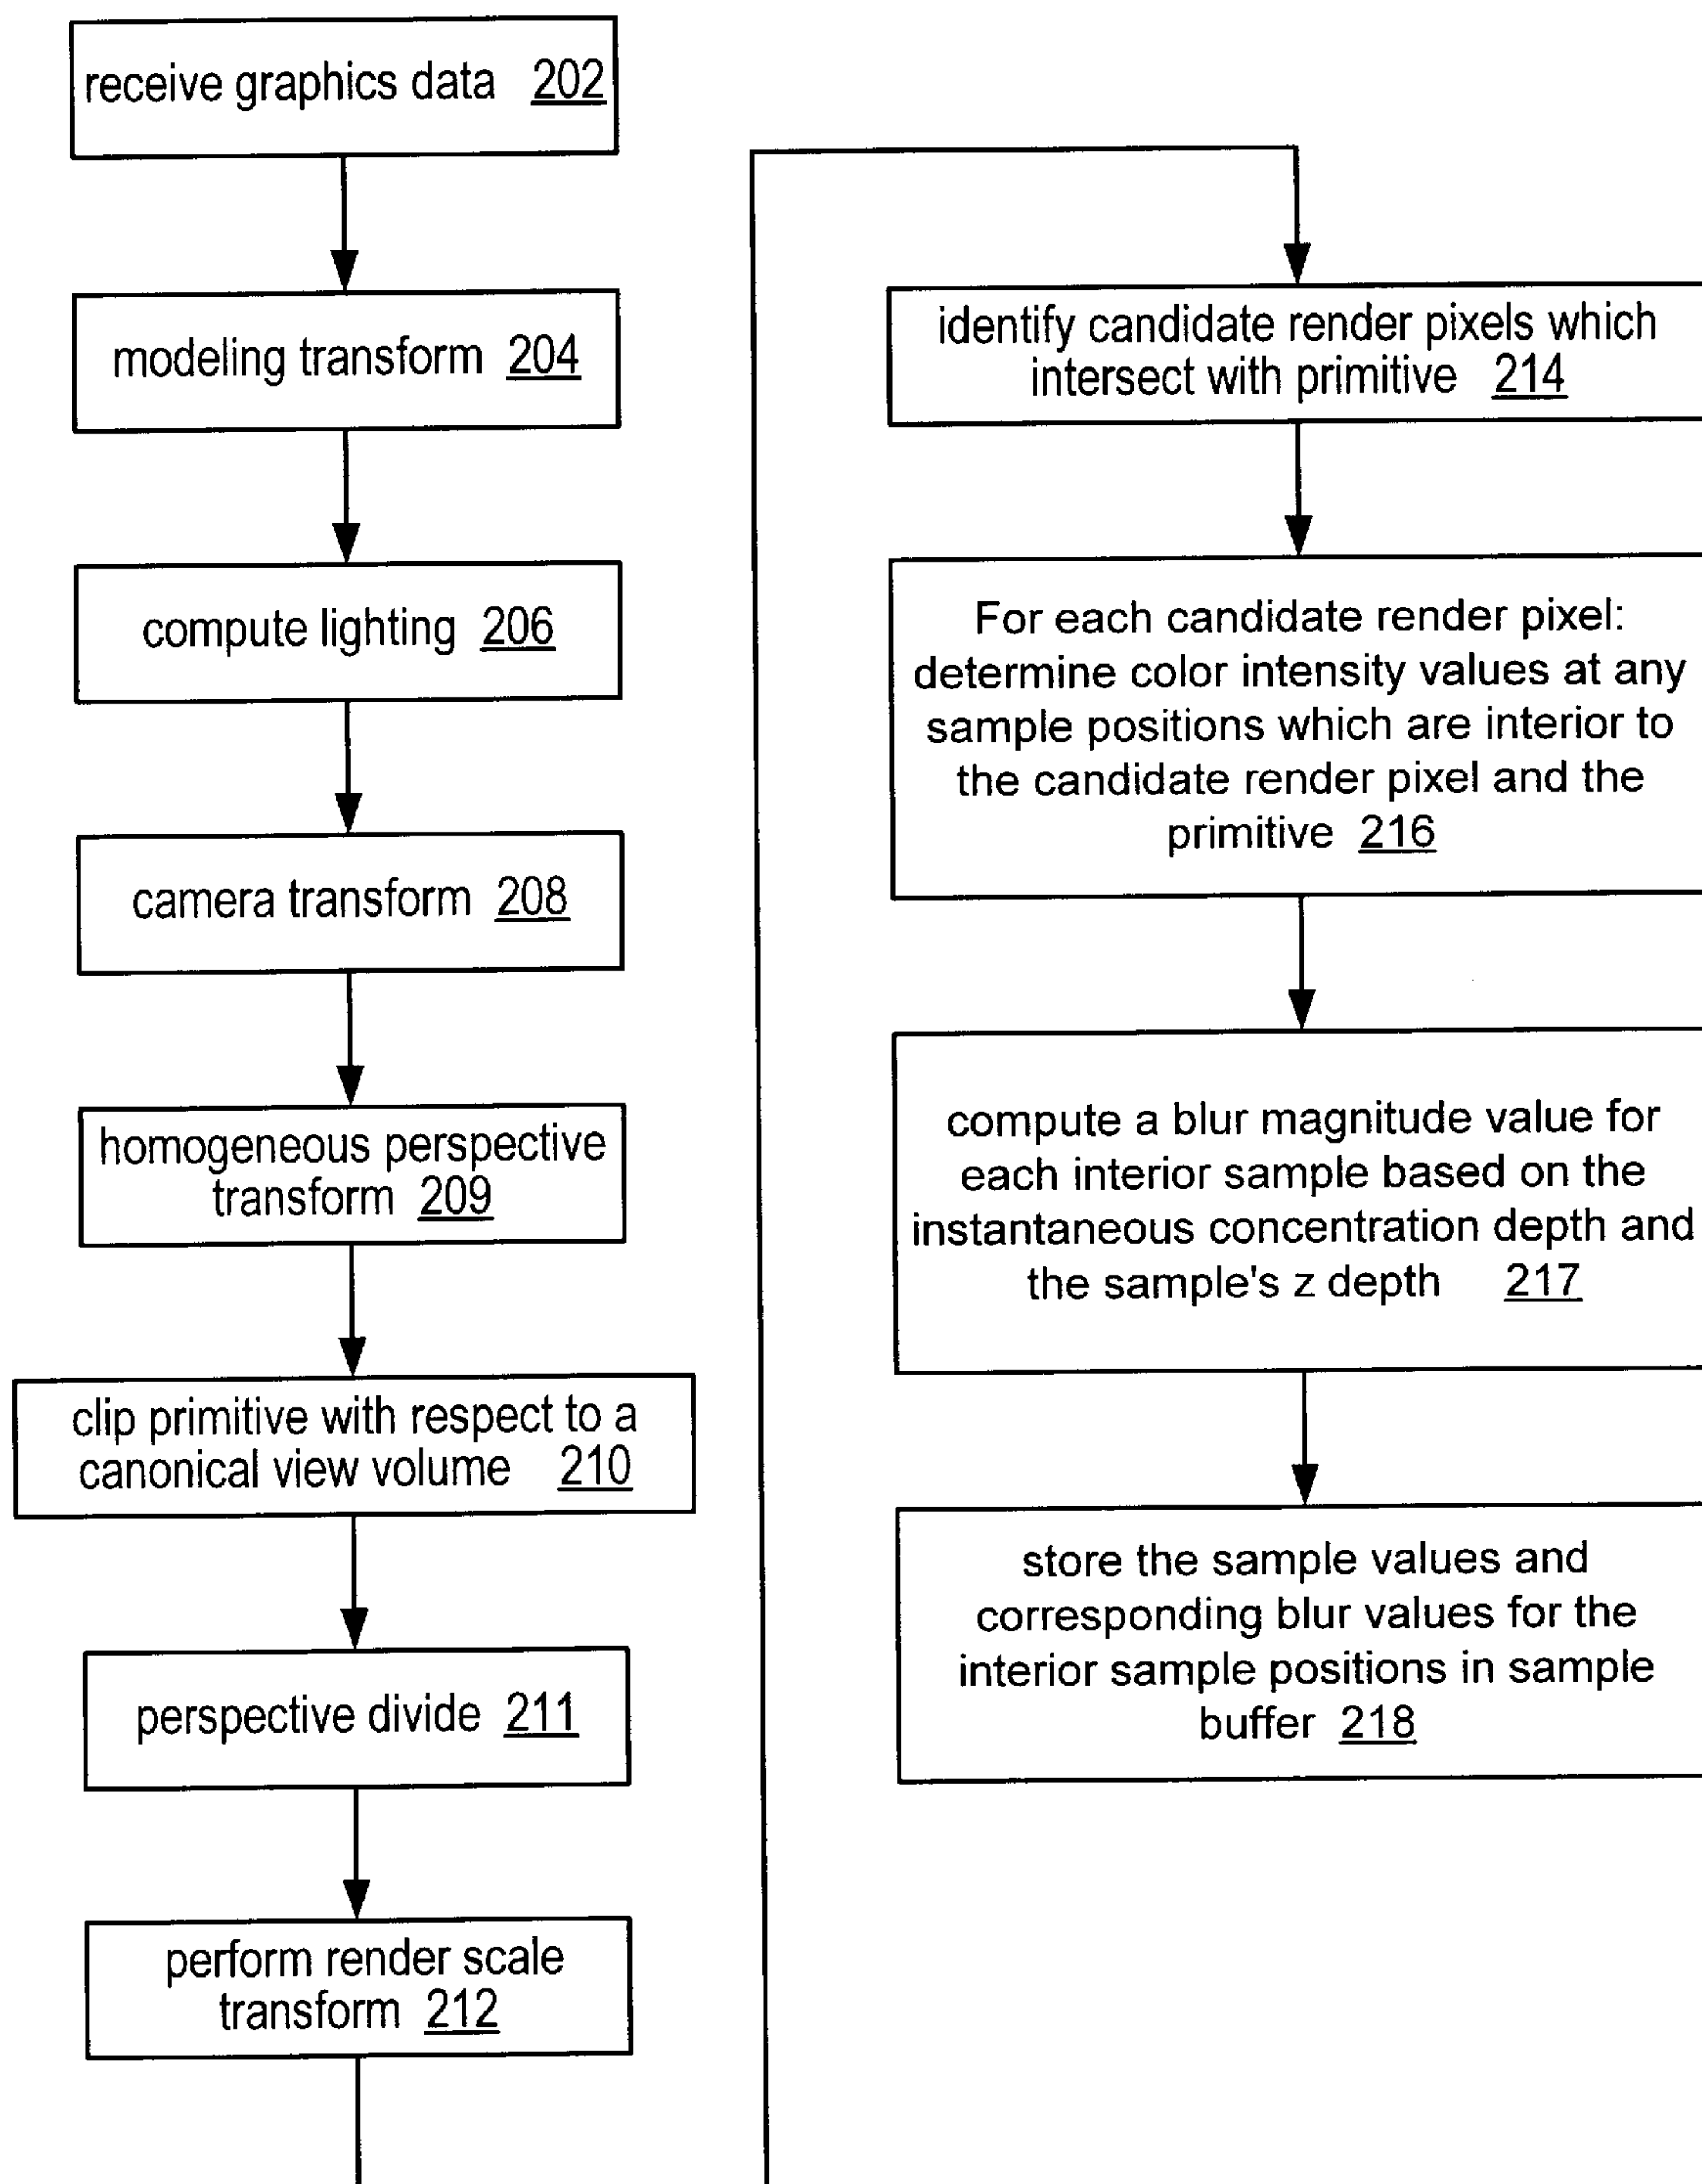 receive graphics data 202
modeling transform 204
compute lighting 206
camera transform 208
homogeneous perspective
transform 209
clip primitive with respect to a
canonical view volume 210
perspective divide 211
perform render scale
transform 212
identify candidate render pixels which
intersect with primitive 214
For each candidate render pixel:
determine color intensity values at any
sample positions which are interior to
the candidate render pixel and the
primitive 216
compute a blur magnitude value for
each interior sample based on the
instantaneous concentration depth and
the sample's z depth 217
store the sample values and
corresponding blur values for the
interior sample positions in sample
buffer 218